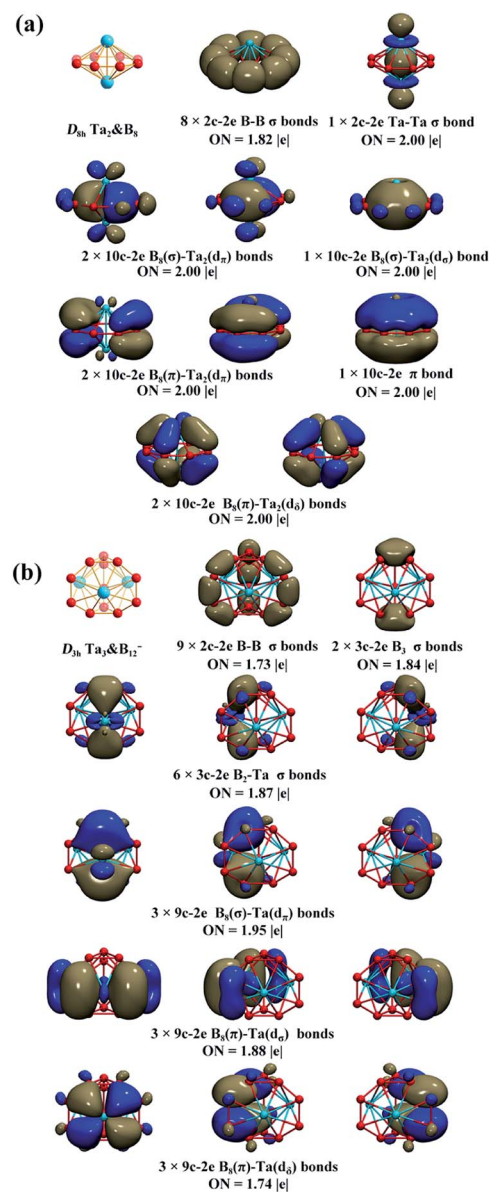 (a)
D8h Ta2&B8
8 × 2c-2e B-B σ bonds
ON = 1.82 |e|
1 × 2c-2e Ta-Ta σ bond
ON = 2.00 |e|
2 × 10c-2e B8(σ)-Ta2(dπ) bonds
ON = 2.00 |e|
1 × 10c-2e B8(σ)-Ta2(dσ) bond
ON = 2.00 |e|
2 × 10c-2e B8(π)-Ta2(dπ) bonds
ON = 2.00 |e|
1 × 10c-2e π bond
ON = 2.00 |e|
2 × 10c-2e B8(π)-Ta2(dδ) bonds
ON = 2.00 |e|
(b)
D3h Ta3&B12⁻
9 × 2c-2e B-B σ bonds
ON = 1.73 |e|
2 × 3c-2e B3 σ bonds
ON = 1.84 |e|
6 × 3c-2e B2-Ta σ bonds
ON = 1.87 |e|
3 × 9c-2e B8(σ)-Ta(dπ) bonds
ON = 1.95 |e|
3 × 9c-2e B8(π)-Ta(dσ) bonds
ON = 1.88 |e|
3 × 9c-2e B8(π)-Ta(dδ) bonds
ON = 1.74 |e|